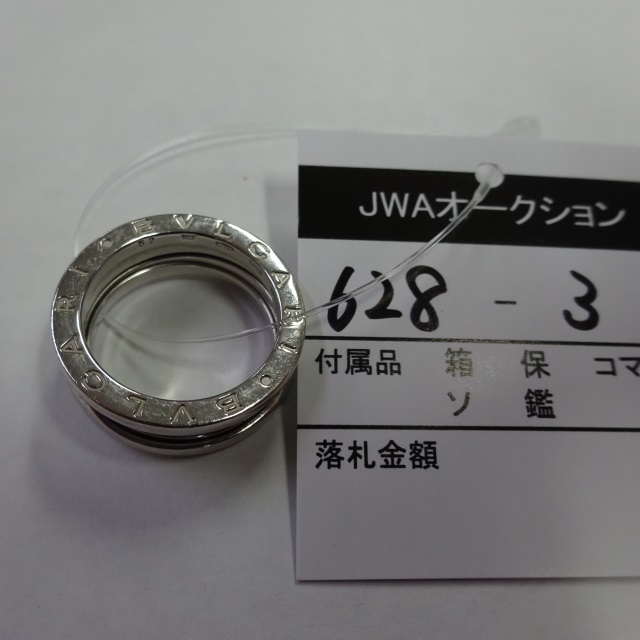 BVLGARI • BVLGARI
JWAオークション
628 - 3
付属品 箱 保 コマ
ソ 鑑
落札金額